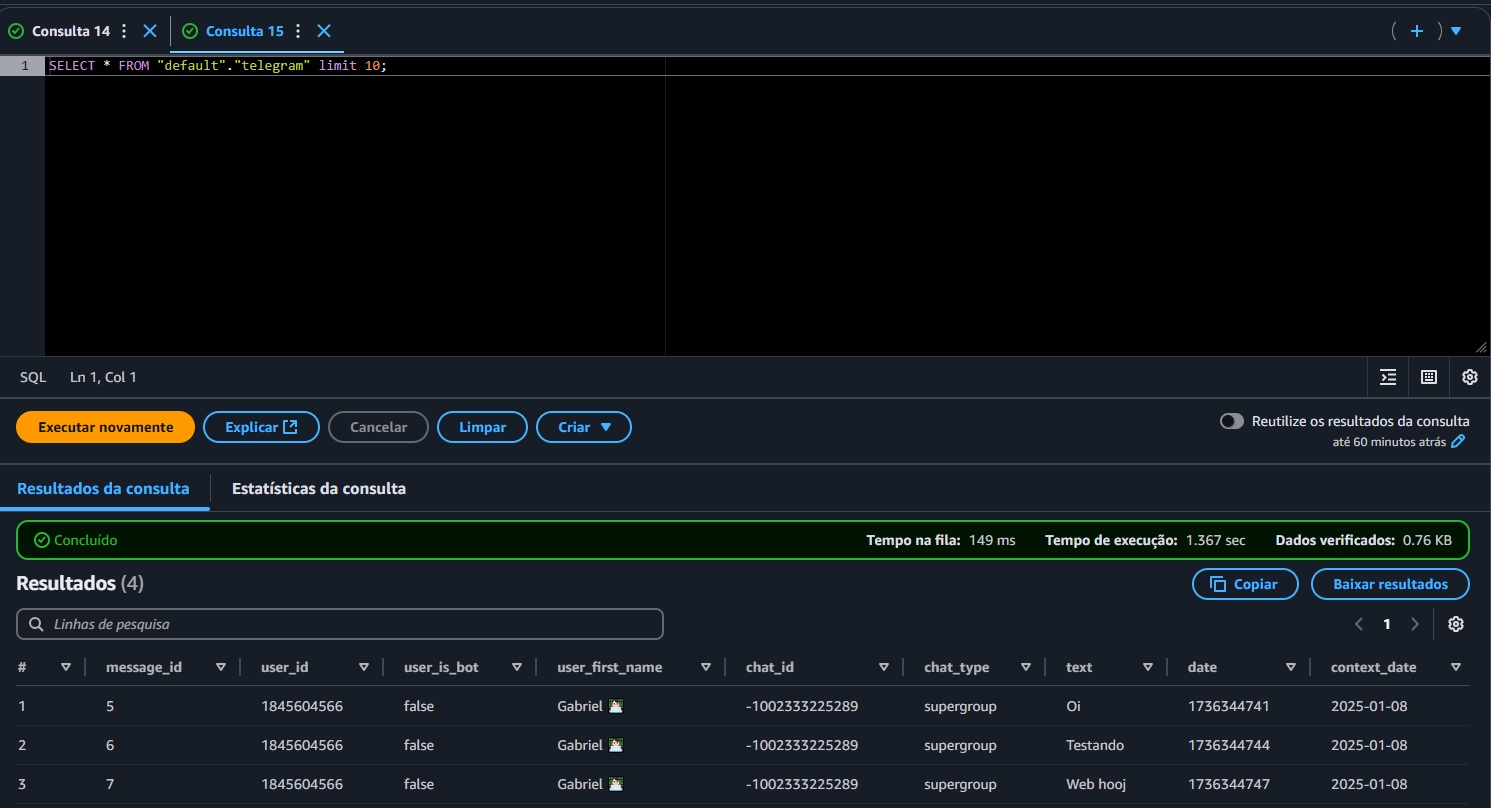 Consulta 14 Consulta 15
1 SELECT * FROM "default"."telegram" limit 10;
SQL Ln 1, Col 1
Executar novamente Explicar Cancelar Limpar Criar Reutilize os resultados da consulta
até 60 minutos atrás
Resultados da consulta Estatísticas da consulta
Concluído Tempo na fila: 149 ms Tempo de execução: 1.367 sec Dados verificados: 0.76 KB
Resultados (4) Copiar Baixar resultados
Linhas de pesquisa 1
# message_id user_id user_is_bot user_first_name chat_id chat_type text date context_date
1 5 1845604566 false Gabriel -1002333225289 supergroup Oi 1736344741 2025-01-08
2 6 1845604566 false Gabriel -1002333225289 supergroup Testando 1736344744 2025-01-08
3 7 1845604566 false Gabriel -1002333225289 supergroup Web hooj 1736344747 2025-01-08